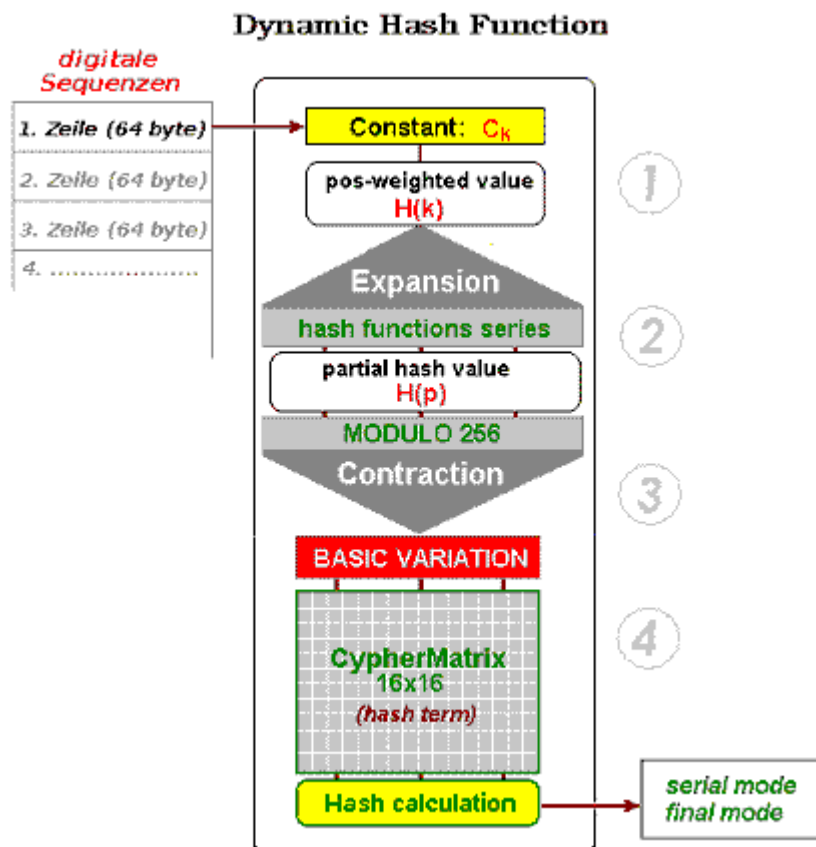 Dynamic Hash Function
digitale
Sequenzen
1. Zeile (64 byte)
2. Zeile (64 byte)
3. Zeile (64 byte)
4. ......................
Constant: Ck
pos-weighted value
H(k)
1
Expansion
hash functions series
2
partial hash value
H(p)
MODULO 256
Contraction
3
BASIC VARIATION
CypherMatrix
16x16
(hash term)
4
Hash calculation
serial mode
final mode